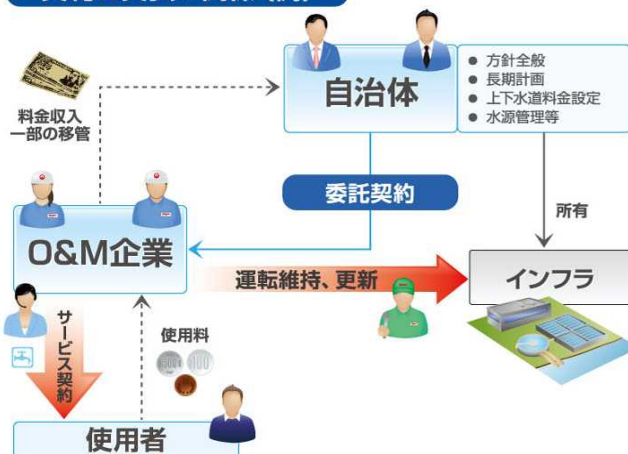 自治体
● 方針全般
● 長期計画
● 上下水道料金設定
● 水源管理等
料金収入
一部の移管
委託契約
所有
O&M企業
運転維持、更新
インフラ
サービス契約
使用料
500
100
使用者